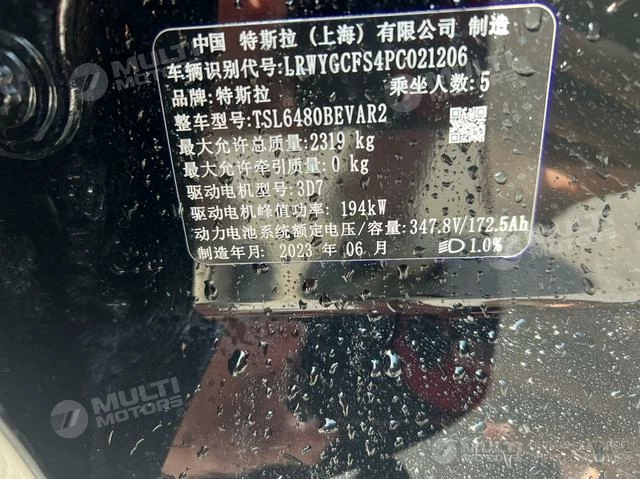 中国 特斯拉(上海)有限公司 制造
车辆识别代号:LRWYGCFS4PC021206
品牌:特斯拉 乘坐人数:5
整车型号:TSL6480BEVAR2
最大允许总质量:2319 kg
最大允许牵引质量:0 kg
驱动电机型号:3D7
驱动电机峰值功率: 194kW
动力电池系统额定电压/容量:347.8V/172.5Ah
制造年月: 2023 年 06 月 1.0%
MULTI MOTORS
MULTI MOTORS
MULTI MOTORS
MULTI MOTORS